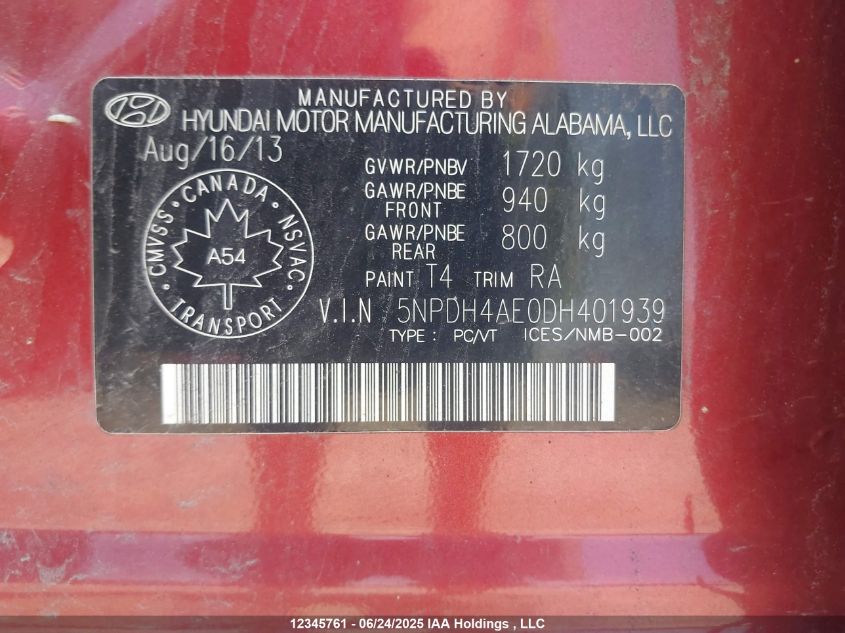 MANUFACTURED BY
HYUNDAI MOTOR MANUFACTURING ALABAMA, LLC
Aug/16/13
GVWR/PNBV 1720 kg
GAWR/PNBE FRONT 940 kg
GAWR/PNBE REAR 800 kg
CANADA
CMVSS
NSVAC
A54
TRANSPORT
PAINT T4 TRIM RA
V.I.N 5NPDH4AE0DH401939
TYPE : PC/VT ICES/NMB-002
12345761 - 06/24/2025 IAA Holdings , LLC